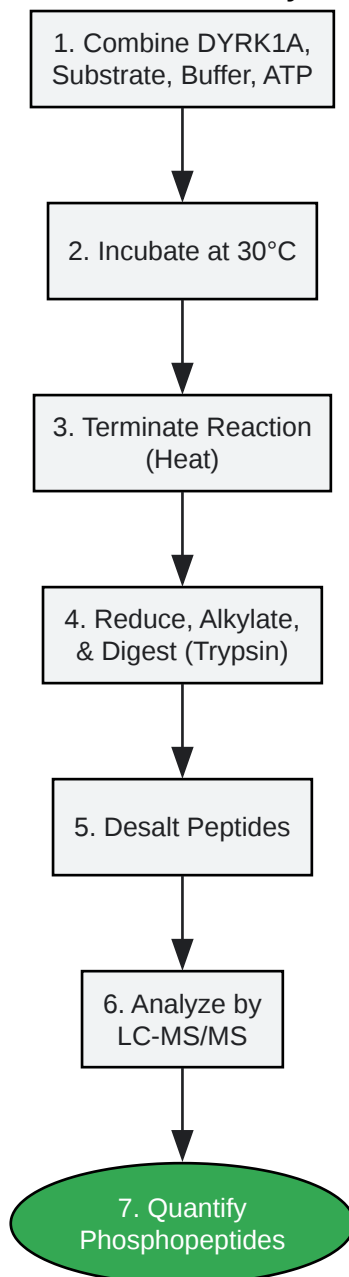 1. Combine DYRK1A,
Substrate, Buffer, ATP
2. Incubate at 30°C
3. Terminate Reaction
(Heat)
4. Reduce, Alkylate,
& Digest (Trypsin)
5. Desalt Peptides
6. Analyze by
LC-MS/MS
7. Quantify
Phosphopeptides